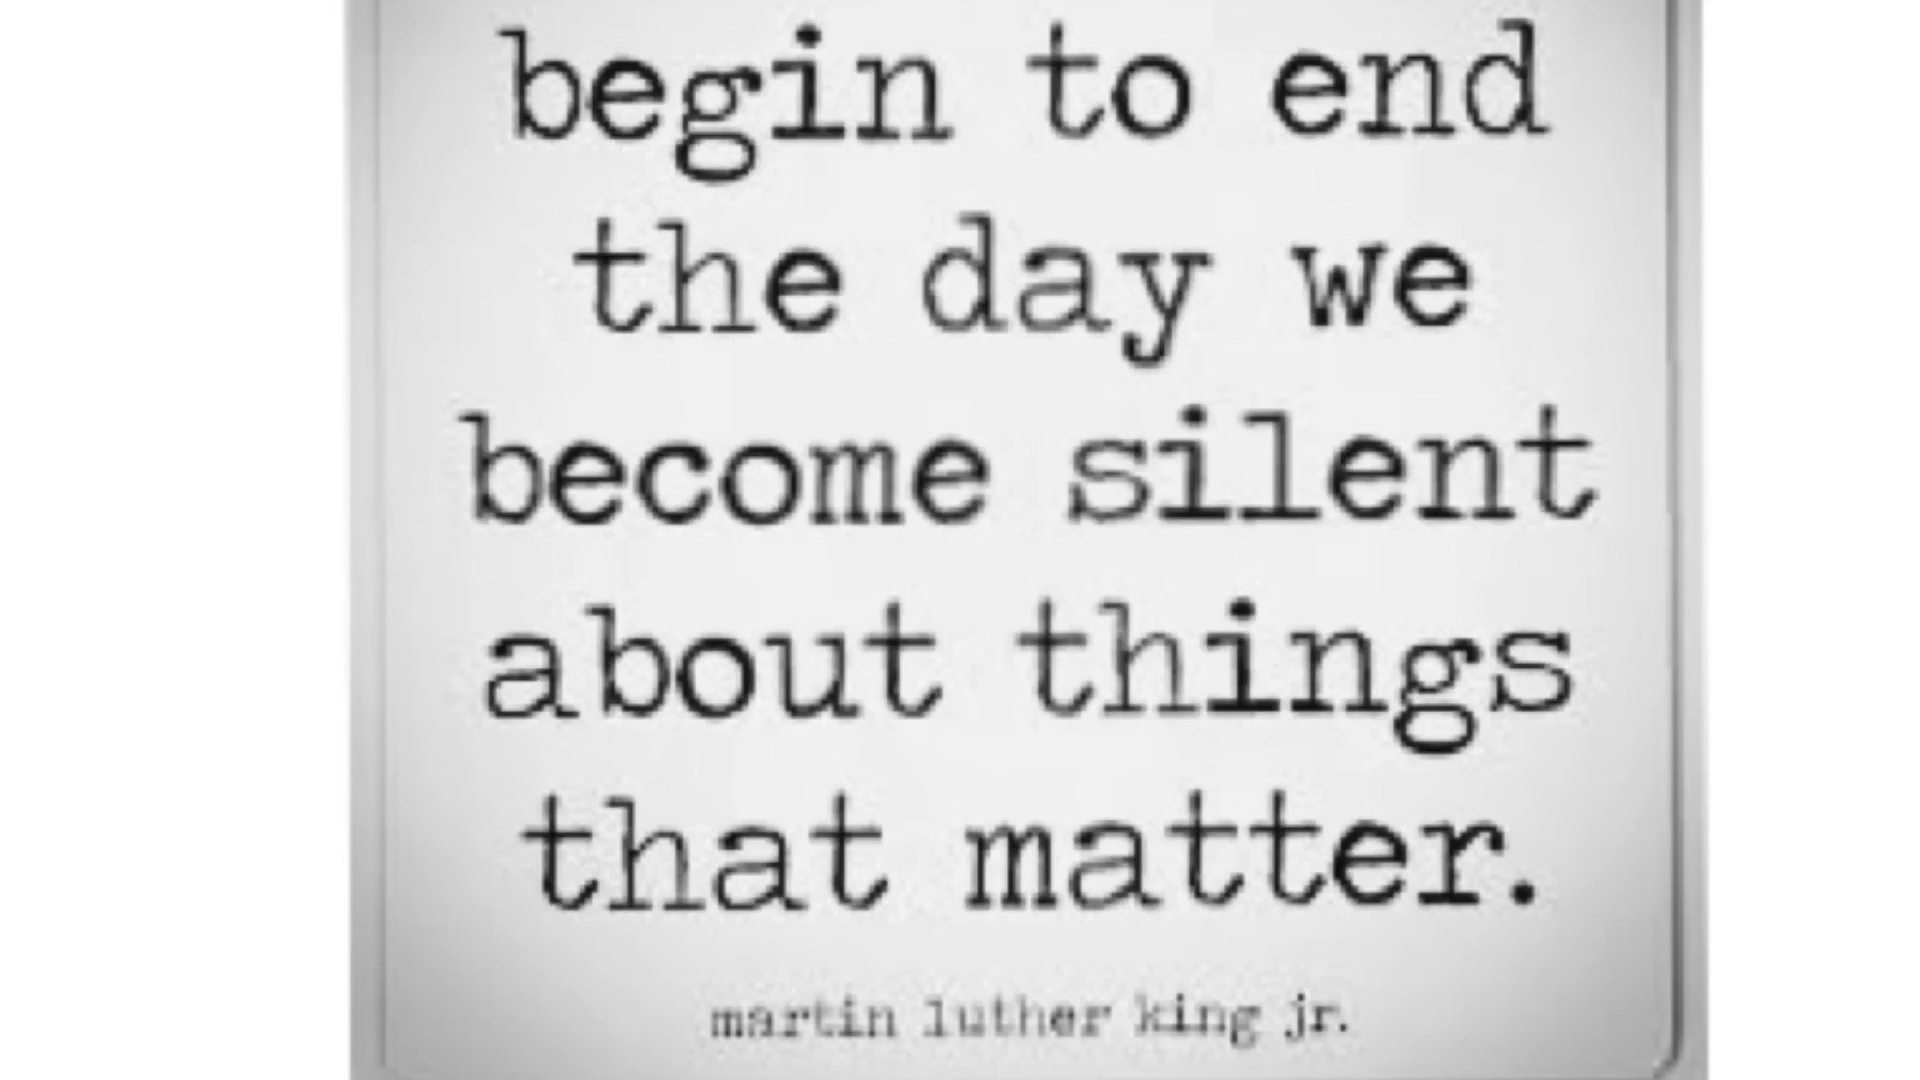 begin to end
the day we
become silent
about things
that matter.
martin luther king jr.